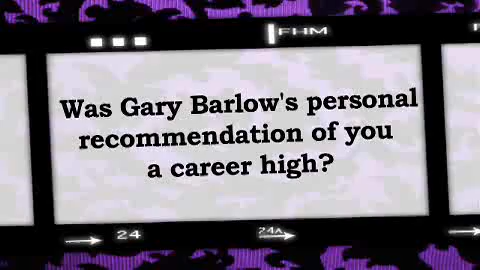 FHM
Was Gary Barlow's personal
recommendation of you
a career high?
24
24A